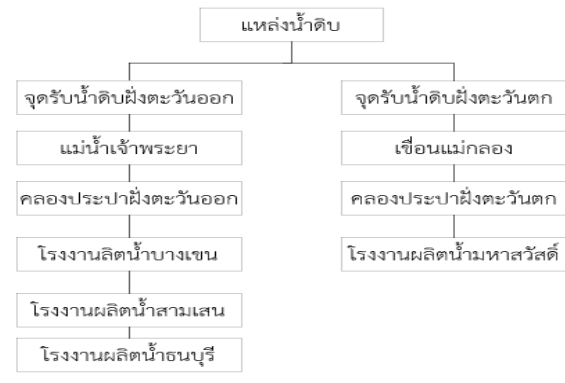 แหล่งน้ำดิบ
จุดรับน้ำดิบฝั่งตะวันออก
แม่น้ำเจ้าพระยา
คลองประปาฝั่งตะวันออก
โรงงานลิตน้ำบางเขน
โรงงานผลิตน้ำสามเสน
โรงงานผลิตน้ำธนบุรี
จุดรับน้ำดิบฝั่งตะวันตก
เขื่อนแม่กลอง
คลองประปาฝั่งตะวันตก
โรงงานผลิตน้ำมหาสวัสดิ์